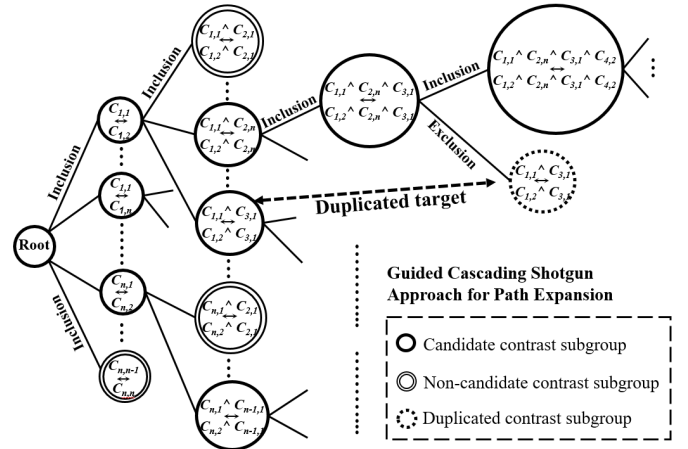 Root
Inclusion
Inclusion
C1,1
↔
C1,2
C1,1
↔
C1,n
Cn,1
↔
Cn,2
Cn,n-1
↔
Cn,n
Inclusion
C1,1^ C2,1
↔
C1,2^ C2,1
C1,1^ C2,n
↔
C1,2^ C2,n
C1,1^ C3,1
↔
C1,2^ C3,1
Cn,1^ C2,1
↔
Cn,2^ C2,1
Cn,1^ Cn-1,1
↔
Cn,2^ Cn-1,1
Inclusion
C1,1^ C2,n^ C3,1
↔
C1,2^ C2,n^ C3,1
Inclusion
Exclusion
C1,1^ C2,n^ C3,1^ C4,2
↔
C1,2^ C2,n^ C3,1^ C4,2
C1,1^ C3,1
↔
C1,2^ C3,1
Duplicated target
Guided Cascading Shotgun
Approach for Path Expansion
Candidate contrast subgroup
Non-candidate contrast subgroup
Duplicated contrast subgroup